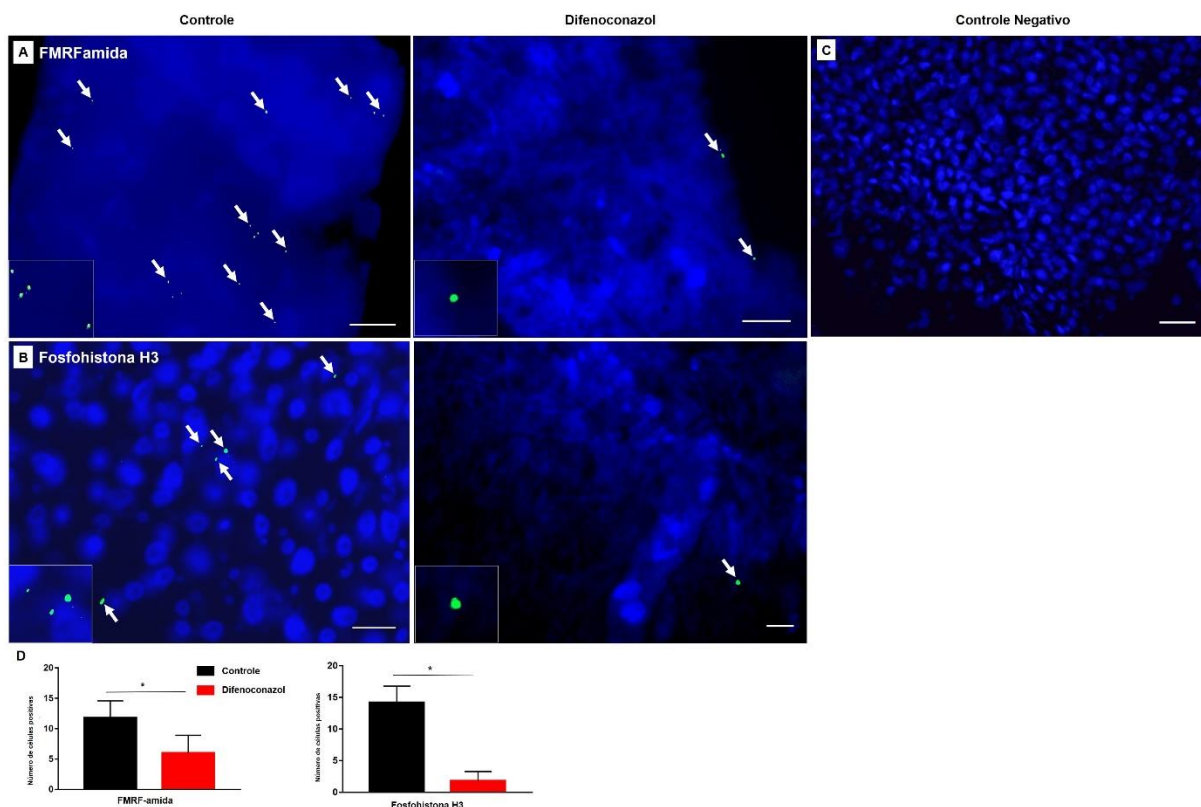 Controle
Difenoconazol
Controle Negativo
A FMRFamida
C
B Fosfohistona H3
D
Número de células positivas
20
15
10
5
0
*
Controle
Difenoconazol
FMRF-amida
Número de células positivas
20
15
10
5
0
*
Fosfohistona H3